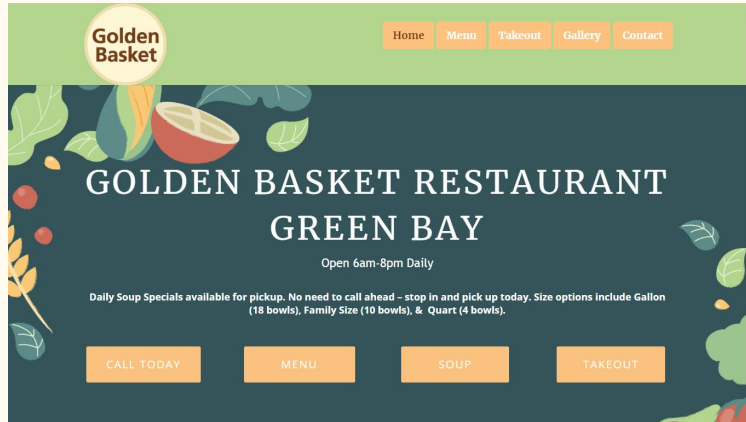 Golden
Basket
Home Menu Takeout Gallery Contact
GOLDEN BASKET RESTAURANT
GREEN BAY
Open 6am-8pm Daily
Daily Soup Specials available for pickup. No need to call ahead – stop in and pick up today. Size options include Gallon
(18 bowls), Family Size (10 bowls), & Quart (4 bowls).
CALL TODAY MENU SOUP TAKEOUT